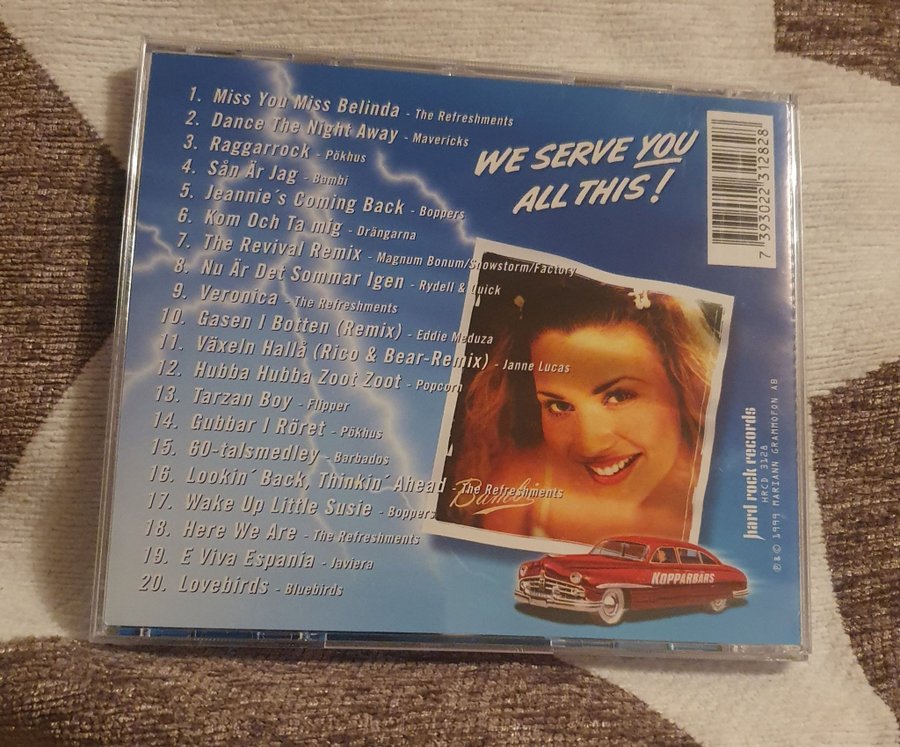 1. Miss You Miss Belinda - The Refreshments
2. Dance The Night Away - Mavericks
3. Raggarrock - Pökhus
4. Sån Är Jag - Bambi
5. Jeannie´s Coming Back - Boppers
6. Kom Och Ta mig - Drängarna
7. The Revival Remix - Magnum Bonum/Snowstorm/Factory
8. Nu Är Det Sommar Igen - Rydell & Quick
9. Veronica - The Refreshments
10. Gasen I Botten (Remix) - Eddie Meduza
11. Växeln Hallå (Rico & Bear-Remix) - Janne Lucas
12. Hubba Hubba Zoot Zoot - Popcorn
13. Tarzan Boy - Flipper
14. Gubbar I Röret - Pökhus
15. 60-talsmedley - Barbados
16. Lookin´ Back, Thinkin´ Ahead - The Refreshments
17. Wake Up Little Susie - Boppers
18. Here We Are - The Refreshments
19. E Viva Espania - Javiera
20. Lovebirds - Bluebirds
WE SERVE YOU
ALL THIS!
7 393022 312828
Bambi
KOPPARBARS
hard rock records
HRCD 3128
℗ & © 1999 MARIANN GRAMMOFON AB